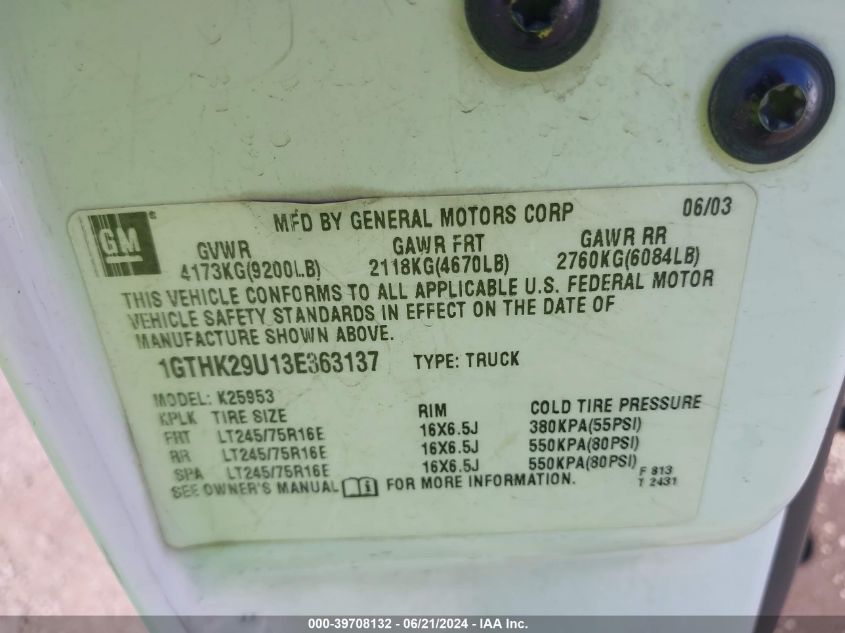 GM ®
MFD BY GENERAL MOTORS CORP 06/03
GVWR GAWR FRT GAWR RR
4173KG(9200LB) 2118KG(4670LB) 2760KG(6084LB)
THIS VEHICLE CONFORMS TO ALL APPLICABLE U.S. FEDERAL MOTOR
VEHICLE SAFETY STANDARDS IN EFFECT ON THE DATE OF
MANUFACTURE SHOWN ABOVE.
1GTHK29U13E363137 TYPE: TRUCK
MODEL: K25953
KPLK TIRE SIZE RIM COLD TIRE PRESSURE
FRT LT245/75R16E 16X6.5J 380KPA(55PSI)
RR LT245/75R16E 16X6.5J 550KPA(80PSI)
SPA LT245/75R16E 16X6.5J 550KPA(80PSI)
SEE OWNER'S MANUAL i FOR MORE INFORMATION.
F 813
T 2431
000-39708132 - 06/21/2024 - IAA Inc.